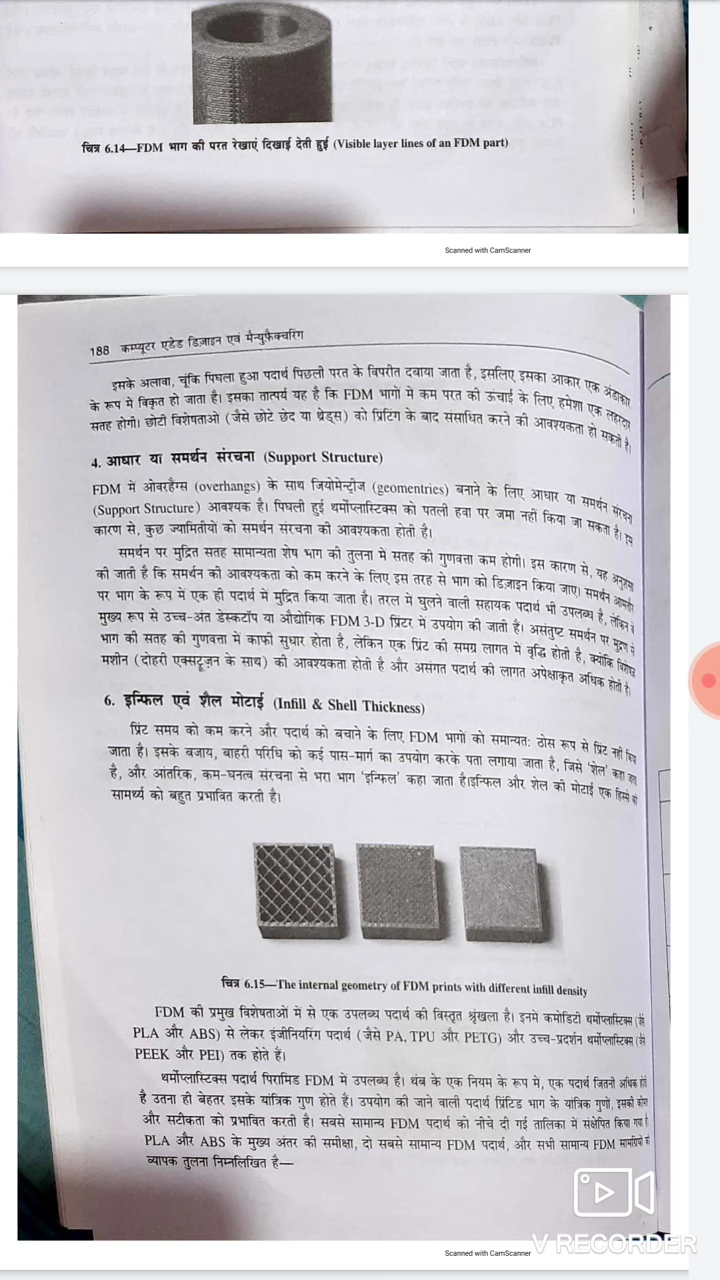 चित्र 6.14—FDM भाग की परत रेखाएं दिखाई देती हुई (Visible layer lines of an FDM part)
Scanned with CamScanner
188 कम्प्यूटर एडेड डिज़ाइन एवं मैन्युफैक्चरिंग
इसके अलावा, चूंकि पिघला हुआ पदार्थ पिछली परत के विपरीत दबाया जाता है, इसलिए इसका आकार एक अंडाकार
के रूप में विकृत हो जाता है। इसका तात्पर्य यह है कि FDM भागों में कम परत की ऊंचाई के लिए हमेशा एक लहरदार
सतह होगी। छोटी विशेषताओं (जैसे छोटे छेद या थ्रेड्स) को प्रिंटिंग के बाद संसाधित करने की आवश्यकता हो सकती है।
4. आधार या समर्थन संरचना (Support Structure)
FDM में ओवरहैंग्स (overhangs) के साथ जियोमेन्ट्रीज (geomentries) बनाने के लिए आधार या समर्थन संरचना
(Support Structure) आवश्यक है। पिघली हुई थर्मोप्लास्टिक्स को पतली हवा पर जमा नहीं किया जा सकता है। इस
कारण से, कुछ ज्यामितीयों को समर्थन संरचना की आवश्यकता होती है।
समर्थन पर मुद्रित सतह सामान्यता शेष भाग की तुलना में सतह की गुणवत्ता कम होगी। इस कारण से, यह अनुशंसा
की जाती है कि समर्थन की आवश्यकता को कम करने के लिए इस तरह से भाग को डिज़ाइन किया जाए। समर्थन आमतौर
पर भाग के रूप में एक ही पदार्थ में मुद्रित किया जाता है। तरल में घुलने वाली सहायक पदार्थ भी उपलब्ध है, लेकिन वे
मुख्य रूप से उच्च-अंत डेस्कटॉप या औद्योगिक FDM 3-D प्रिंटर में उपयोग की जाती है। असंतुष्ट समर्थन पर मुद्रण से
भाग की सतह की गुणवत्ता में काफी सुधार होता है, लेकिन एक प्रिंट की समग्र लागत में वृद्धि होती है, क्योंकि विशेष
मशीन (दोहरी एक्सट्रूज़न के साथ) की आवश्यकता होती है और असंगत पदार्थ की लागत अपेक्षाकृत अधिक होती है।
6. इन्फिल एवं शैल मोटाई (Infill & Shell Thickness)
प्रिंट समय को कम करने और पदार्थ को बचाने के लिए FDM भागों को समान्यत: ठोस रूप से प्रिंट नहीं किया
जाता है। इसके बजाय, बाहरी परिधि को कई पास-मार्ग का उपयोग करके पता लगाया जाता है, जिसे 'शेल' कहा जाता
है, और आंतरिक, कम-घनत्व संरचना से भरा भाग 'इन्फिल' कहा जाता है।इन्फिल और शेल की मोटाई एक हिस्से की
सामर्थ्य को बहुत प्रभावित करती है।
चित्र 6.15—The internal geometry of FDM prints with different infill density
FDM की प्रमुख विशेषताओं में से एक उपलब्ध पदार्थ की विस्तृत श्रृंखला है। इनमें कमोडिटी थर्मोप्लास्टिक्स (जैसे
PLA और ABS) से लेकर इंजीनियरिंग पदार्थ (जैसे PA, TPU और PETG) और उच्च-प्रदर्शन थर्मोप्लास्टिक्स (जैसे
PEEK और PEI) तक होते हैं।
थर्मोप्लास्टिक्स पदार्थ पिरामिड FDM में उपलब्ध है। थंब के एक नियम के रूप में, एक पदार्थ जितनी अधिक होते
है उतना ही बेहतर इसके यांत्रिक गुण होते है। उपयोग की जाने वाली पदार्थ प्रिंटिड भाग के यांत्रिक गुणों, इसकी
और सटीकता को प्रभावित करती है। सबसे सामान्य FDM पदार्थ को नीचे दी गई तालिका में संक्षेपित किया गया है
PLA और ABS के मुख्य अंतर की समीक्षा, दो सबसे सामान्य FDM पदार्थ, और सभी सामान्य FDM सामग्रियों की
व्यापक तुलना निम्नलिखित है—
Scanned with CamScanner
V RECORDER